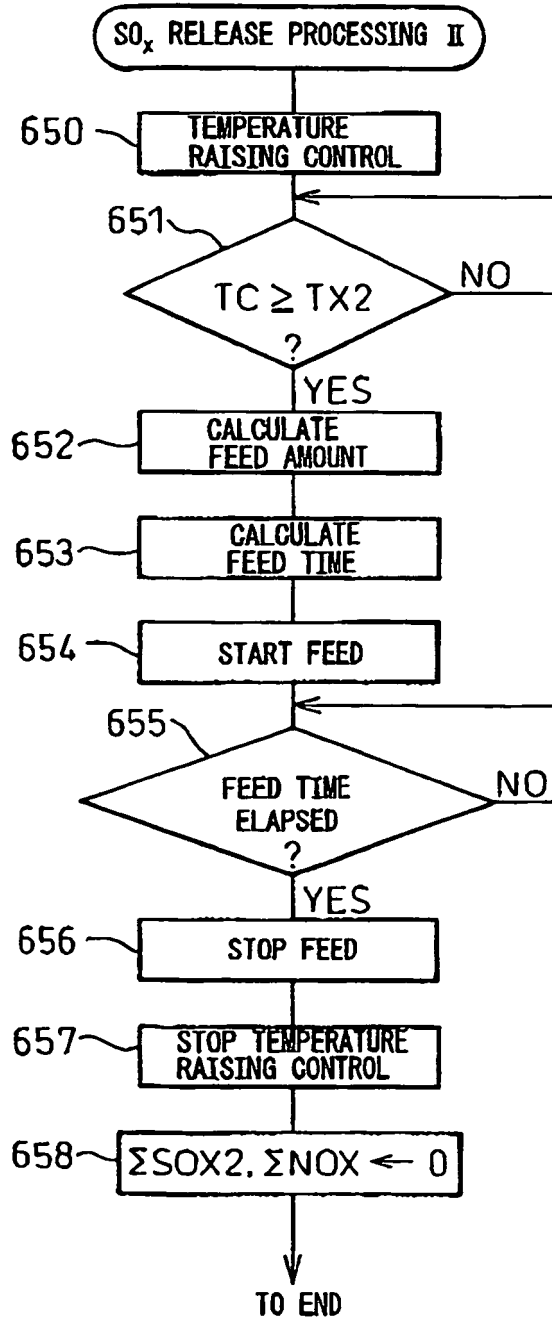 SOx RELEASE PROCESSING II
650
TEMPERATURE
RAISING CONTROL
651
TC ≥ TX2
?
NO
YES
652
CALCULATE
FEED AMOUNT
653
CALCULATE
FEED TIME
654
START FEED
655
FEED TIME
ELAPSED
?
NO
YES
656
STOP FEED
657
STOP TEMPERATURE
RAISING CONTROL
658
ΣSOX2, ΣNOX ← 0
TO END